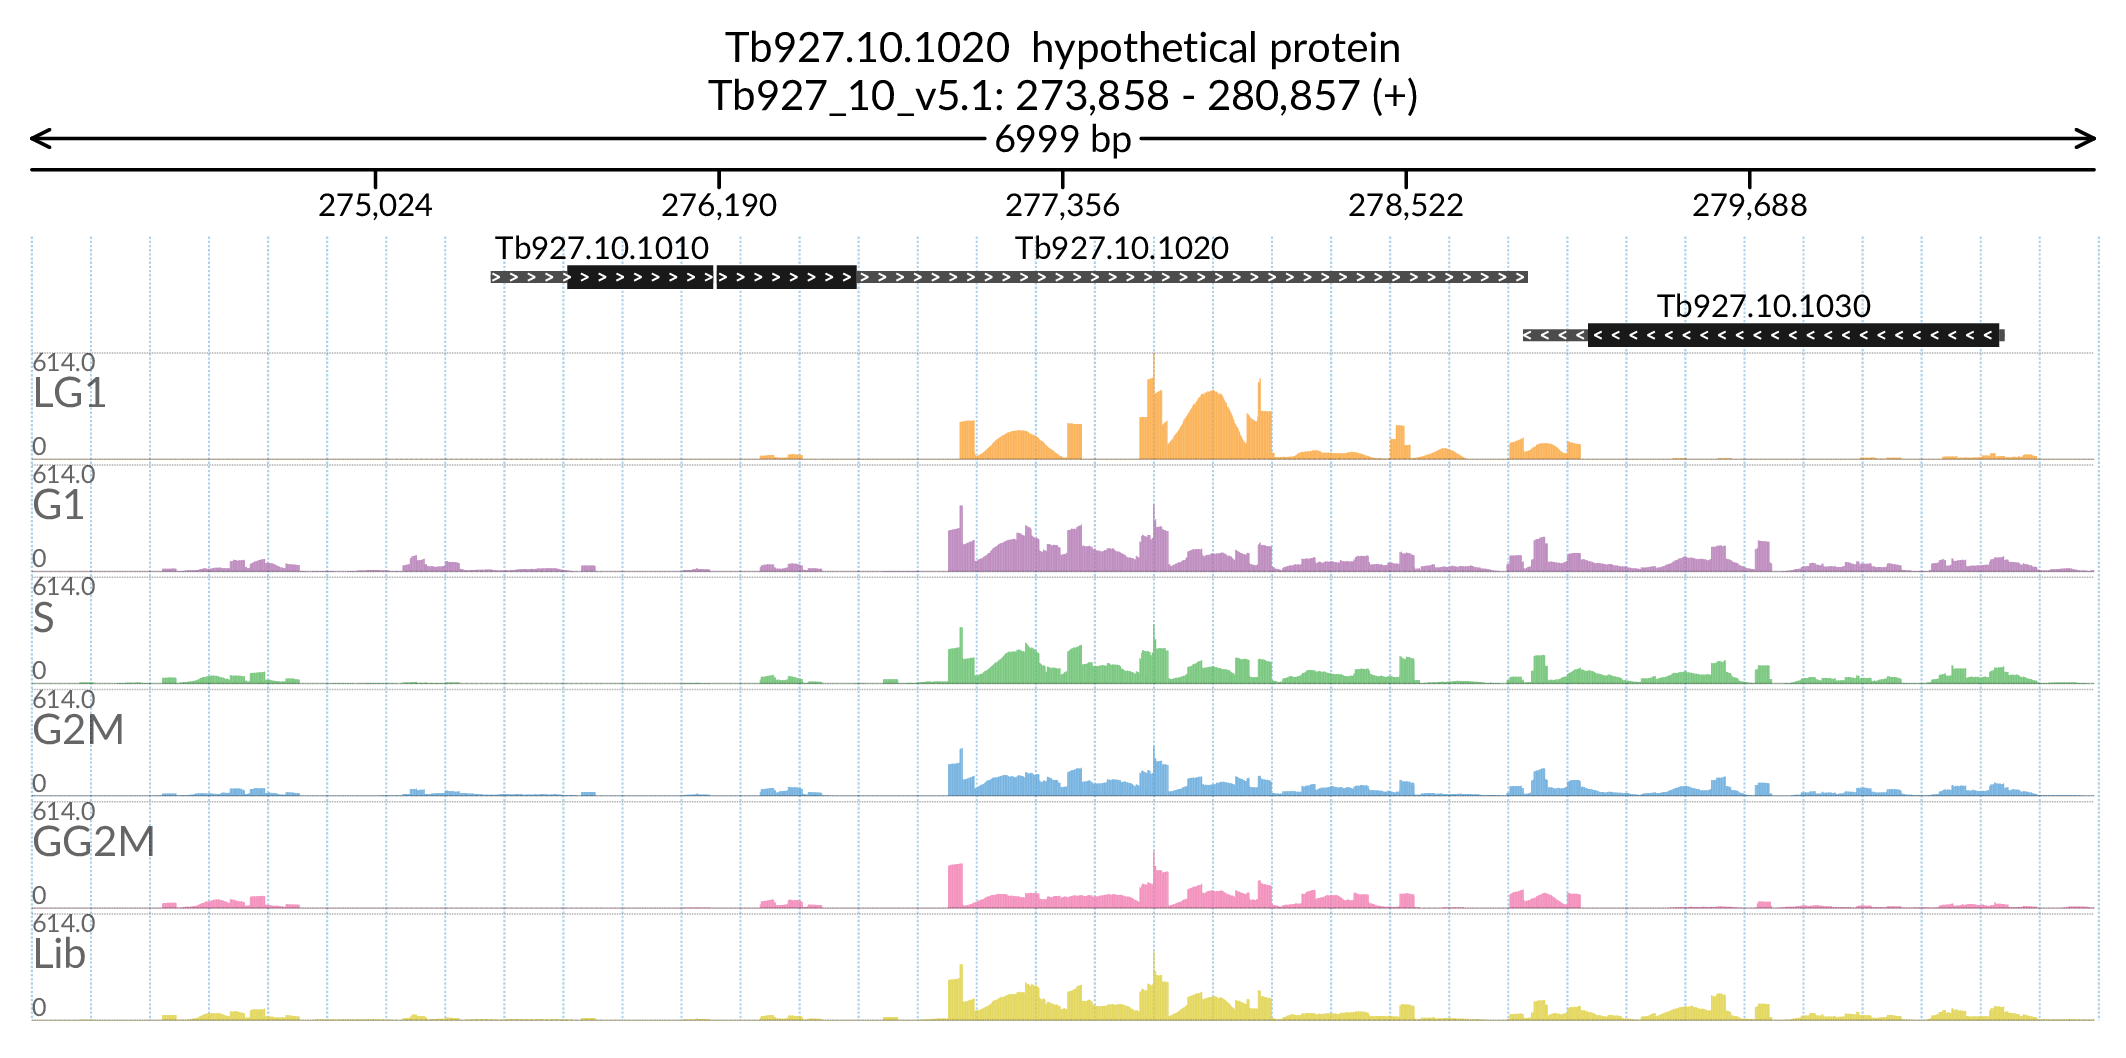 Tb927.10.1020  hypothetical protein
Tb927_10_v5.1: 273,858 - 280,857 (+)
6999 bp
275,024 276,190 277,356 278,522 279,688
Tb927.10.1010 Tb927.10.1020
Tb927.10.1030
614.0
LG1
0
614.0
G1
0
614.0
S
0
614.0
G2M
0
614.0
GG2M
0
614.0
Lib
0